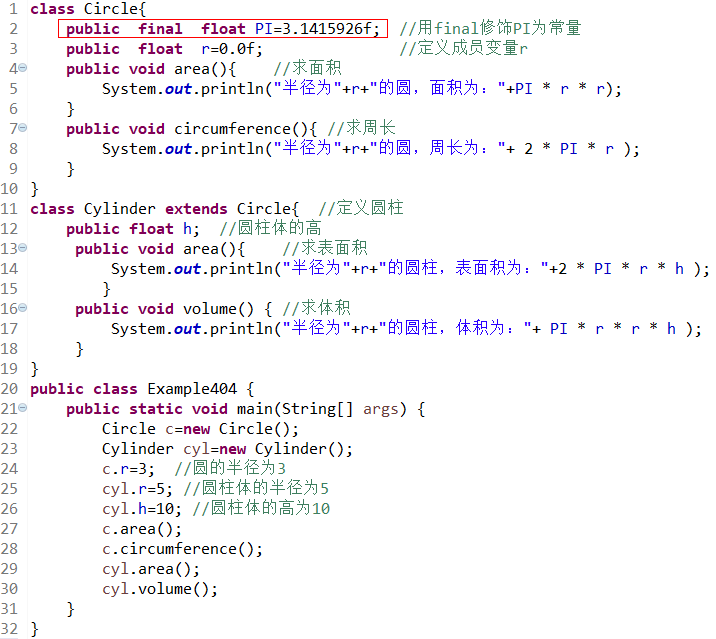 1 class Circle{
2     public  final  float PI=3.1415926f;  //用final修饰PI为常量
3     public  float  r=0.0f;               //定义成员变量r
4     public void area(){    //求面积
5         System.out.println("半径为"+r+"的圆，面积为："+PI * r * r);
6     }
7     public void circumference(){ //求周长
8         System.out.println("半径为"+r+"的圆，周长为："+ 2 * PI * r );
9     }
10 }
11 class Cylinder extends Circle{  //定义圆柱
12     public float h;  //圆柱体的高
13      public void area(){    //求表面积
14          System.out.println("半径为"+r+"的圆柱，表面积为："+2 * PI * r * h );
15         }
16      public void volume() { //求体积
17          System.out.println("半径为"+r+"的圆柱，体积为："+ PI * r * r * h );
18      }
19 }
20 public class Example404 {
21     public static void main(String[] args) {
22         Circle c=new Circle();
23         Cylinder cyl=new Cylinder();
24         c.r=3;  //圆的半径为3
25         cyl.r=5; //圆柱体的半径为5
26         cyl.h=10; //圆柱体的高为10
27         c.area();
28         c.circumference();
29         cyl.area();
30         cyl.volume();
31     }
32 }